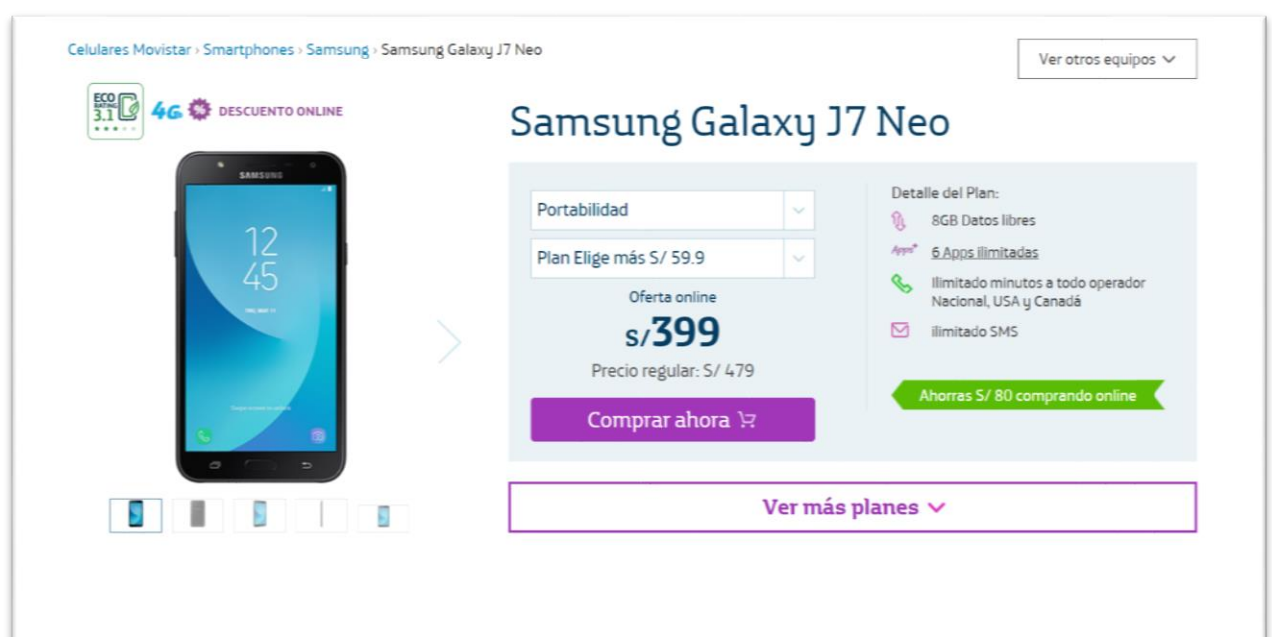 Celulares Movistar › Smartphones › Samsung › Samsung Galaxy J7 Neo
Ver otros equipos
ECO RATING 3.1
4G
DESCUENTO ONLINE
Samsung Galaxy J7 Neo
SAMSUNG
12
45
Portabilidad
Plan Elige más S/ 59.9
Oferta online
S/399
Precio regular: S/ 479
Comprar ahora
Detalle del Plan:
8GB Datos libres
Apps+
6 Apps ilimitadas
Ilimitado minutos a todo operador
Nacional, USA y Canadá
ilimitado SMS
Ahorras S/ 80 comprando online
Ver más planes